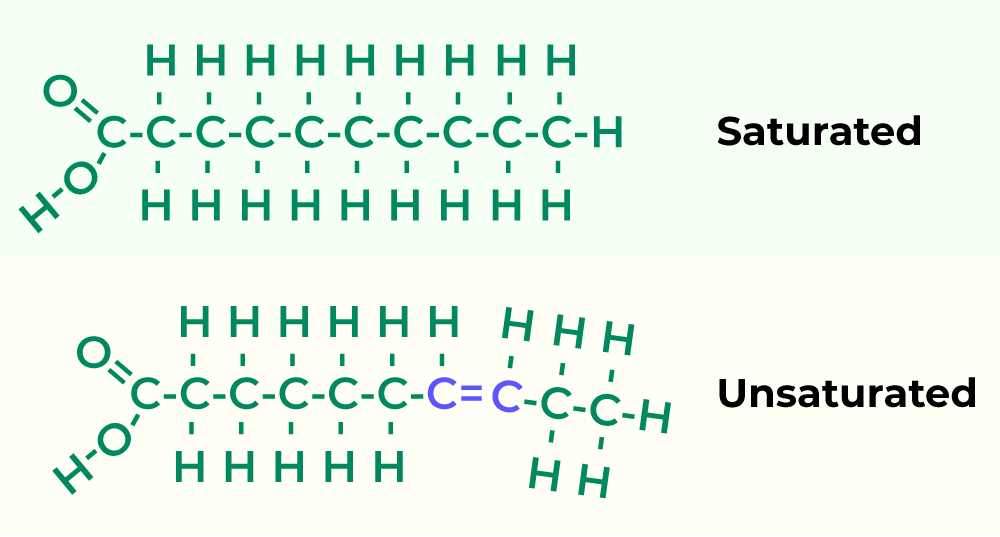 H H H H H H H H H
O
C-C-C-C-C-C-C-C-C-C-H
Saturated
O
H
H H H H H H H H H
H H H H H H H H H
O
C-C-C-C-C-C-C=C-C-C-H
Unsaturated
O
H
H H H H H H H